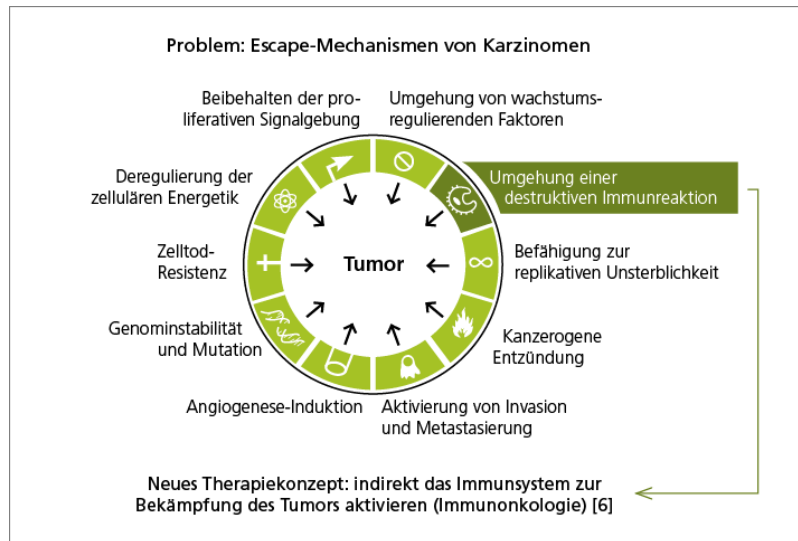 Problem: Escape-Mechanismen von Karzinomen
Beibehalten der pro-
liferativen Signalgebung
Umgehung von wachstums-
regulierenden Faktoren
Deregulierung der
zellulären Energetik
Umgehung einer
destruktiven Immunreaktion
Zelltod-
Resistenz
Tumor
Befähigung zur
replikativen Unsterblichkeit
Genominstabilität
und Mutation
Kanzerogene
Entzündung
Angiogenese-Induktion
Aktivierung von Invasion
und Metastasierung
Neues Therapiekonzept: indirekt das Immunsystem zur
Bekämpfung des Tumors aktivieren (Immunonkologie) [6]